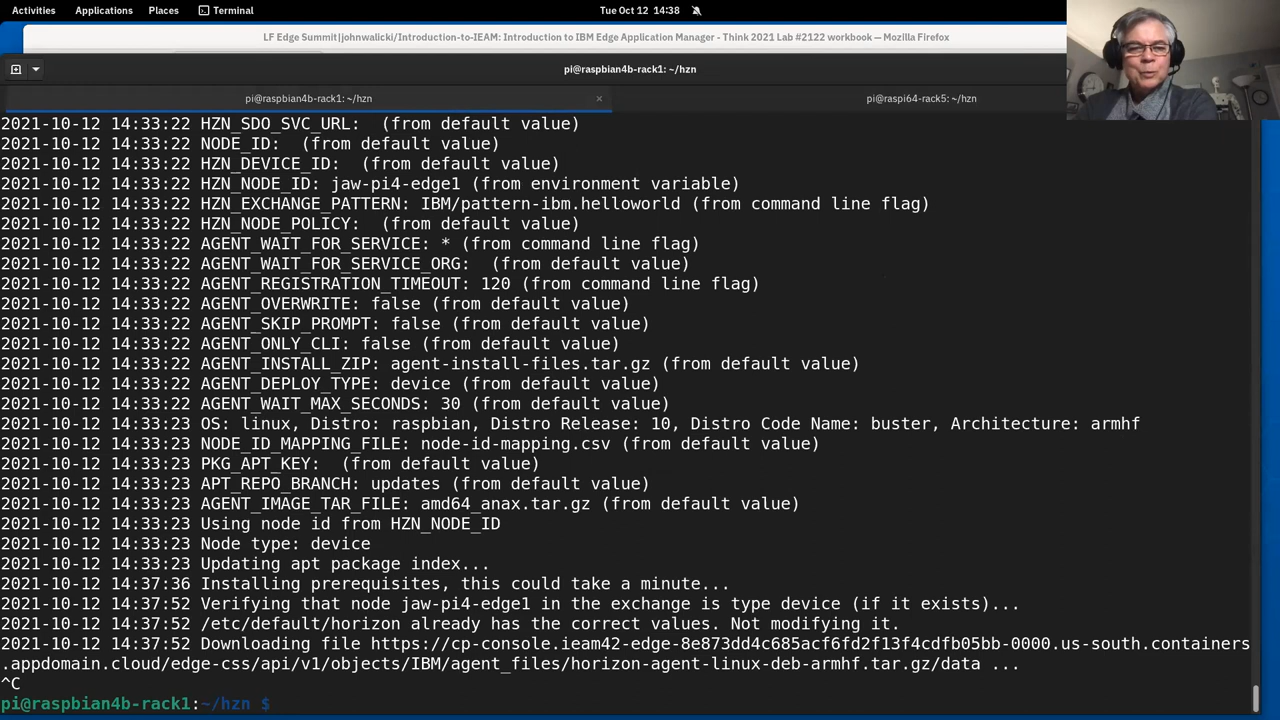 Activities Applications Places Terminal Tue Oct 12 14:38
LF Edge Summit|johnwalicki/Introduction-to-IEAM: Introduction to IBM Edge Application Manager - Think 2021 Lab #2122 workbook — Mozilla Firefox
pi@raspbian4b-rack1: ~/hzn
pi@raspbian4b-rack1: ~/hzn × pi@raspi64-rack5: ~/hzn
2021-10-12 14:33:22 HZN_SDO_SVC_URL:  (from default value)
2021-10-12 14:33:22 NODE_ID:  (from default value)
2021-10-12 14:33:22 HZN_DEVICE_ID:  (from default value)
2021-10-12 14:33:22 HZN_NODE_ID: jaw-pi4-edge1 (from environment variable)
2021-10-12 14:33:22 HZN_EXCHANGE_PATTERN: IBM/pattern-ibm.helloworld (from command line flag)
2021-10-12 14:33:22 HZN_NODE_POLICY:  (from default value)
2021-10-12 14:33:22 AGENT_WAIT_FOR_SERVICE: * (from command line flag)
2021-10-12 14:33:22 AGENT_WAIT_FOR_SERVICE_ORG:  (from default value)
2021-10-12 14:33:22 AGENT_REGISTRATION_TIMEOUT: 120 (from command line flag)
2021-10-12 14:33:22 AGENT_OVERWRITE: false (from default value)
2021-10-12 14:33:22 AGENT_SKIP_PROMPT: false (from default value)
2021-10-12 14:33:22 AGENT_ONLY_CLI: false (from default value)
2021-10-12 14:33:22 AGENT_INSTALL_ZIP: agent-install-files.tar.gz (from default value)
2021-10-12 14:33:22 AGENT_DEPLOY_TYPE: device (from default value)
2021-10-12 14:33:22 AGENT_WAIT_MAX_SECONDS: 30 (from default value)
2021-10-12 14:33:22 OS: linux, Distro: raspbian, Distro Release: 10, Distro Code Name: buster, Architecture: armhf
2021-10-12 14:33:23 NODE_ID_MAPPING_FILE: node-id-mapping.csv (from default value)
2021-10-12 14:33:23 PKG_APT_KEY:  (from default value)
2021-10-12 14:33:23 APT_REPO_BRANCH: updates (from default value)
2021-10-12 14:33:23 AGENT_IMAGE_TAR_FILE: amd64_anax.tar.gz (from default value)
2021-10-12 14:33:23 Using node id from HZN_NODE_ID
2021-10-12 14:33:23 Node type: device
2021-10-12 14:33:23 Updating apt package index...
2021-10-12 14:37:36 Installing prerequisites, this could take a minute...
2021-10-12 14:37:52 Verifying that node jaw-pi4-edge1 in the exchange is type device (if it exists)...
2021-10-12 14:37:52 /etc/default/horizon already has the correct values. Not modifying it.
2021-10-12 14:37:52 Downloading file https://cp-console.ieam42-edge-8e873dd4c685acf6fd2f13f4cdfb05bb-0000.us-south.containers
.appdomain.cloud/edge-css/api/v1/objects/IBM/agent_files/horizon-agent-linux-deb-armhf.tar.gz/data ...
^C
pi@raspbian4b-rack1:~/hzn $